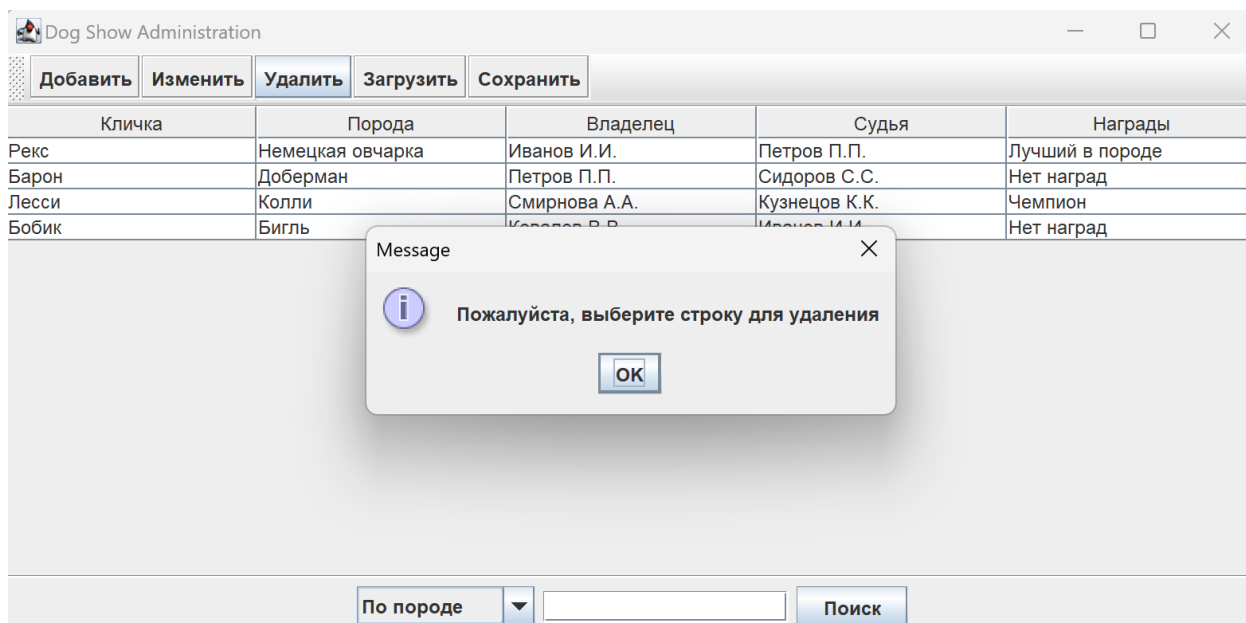 Dog Show Administration
Добавить Изменить Удалить Загрузить Сохранить
Кличка Порода Владелец Судья Награды
Рекс Немецкая овчарка Иванов И.И. Петров П.П. Лучший в породе
Барон Доберман Петров П.П. Сидоров С.С. Нет наград
Лесси Колли Смирнова А.А. Кузнецов К.К. Чемпион
Бобик Бигль Нет наград
Message
Пожалуйста, выберите строку для удаления
OK
По породе Поиск